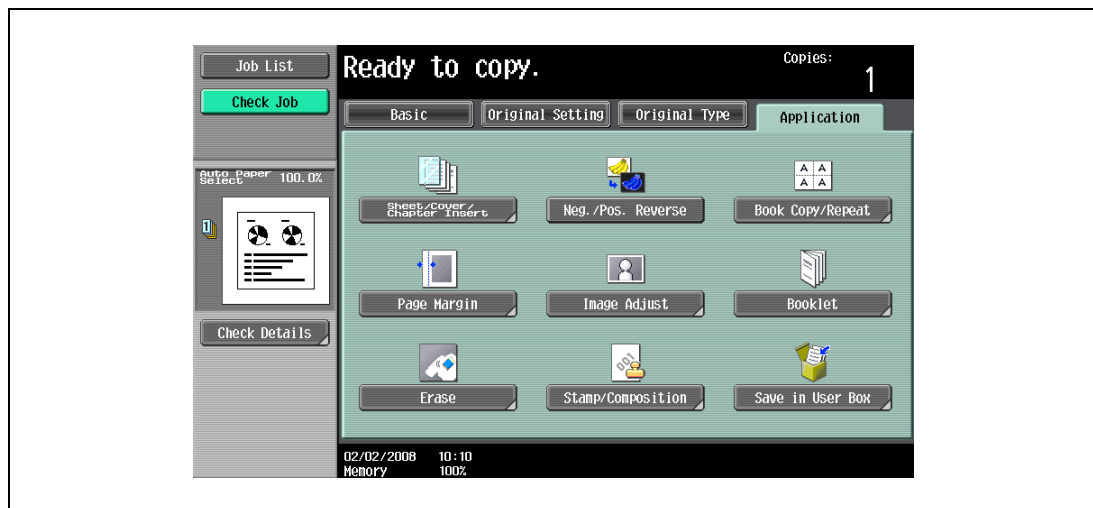 Job List
Check Job
Ready to copy.
Copies:
1
Basic
Original Setting
Original Type
Application
Auto Paper
Select
100.0%
1
Sheet/Cover/
Chapter Insert
Neg./Pos. Reverse
A A
A A
Book Copy/Repeat
Page Margin
Image Adjust
Booklet
Check Details
001
Erase
Stamp/Composition
Save in User Box
02/02/2008 10:10
Memory 100%